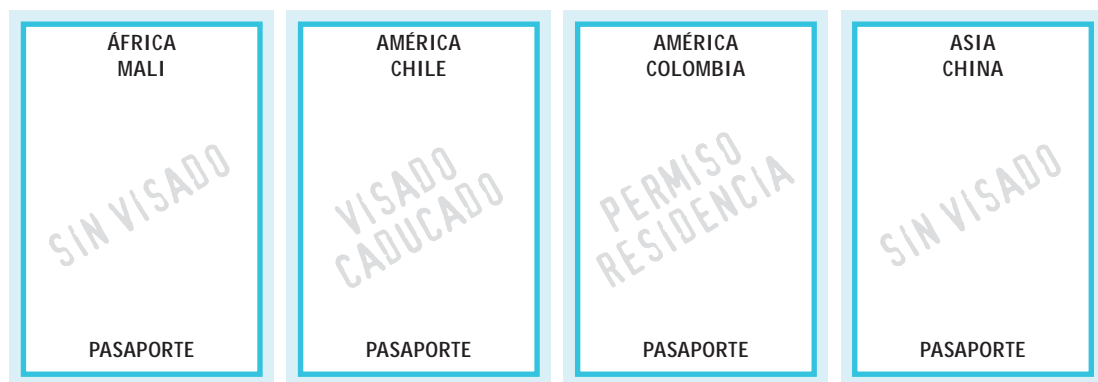 ÁFRICA
MALI
SIN VISADO
PASAPORTE
AMÉRICA
CHILE
VISADO
CADUCADO
PASAPORTE
AMÉRICA
COLOMBIA
PERMISO
RESIDENCIA
PASAPORTE
ASIA
CHINA
SIN VISADO
PASAPORTE